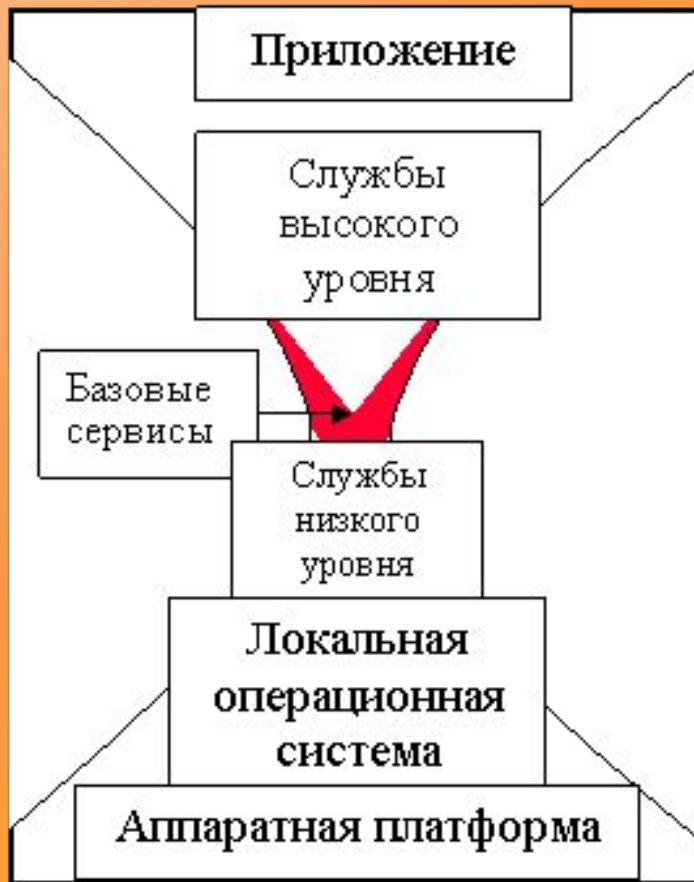 Приложение
Службы
высокого
уровня
Базовые
сервисы
Службы
низкого
уровня
Локальная
операционная
система
Аппаратная платформа